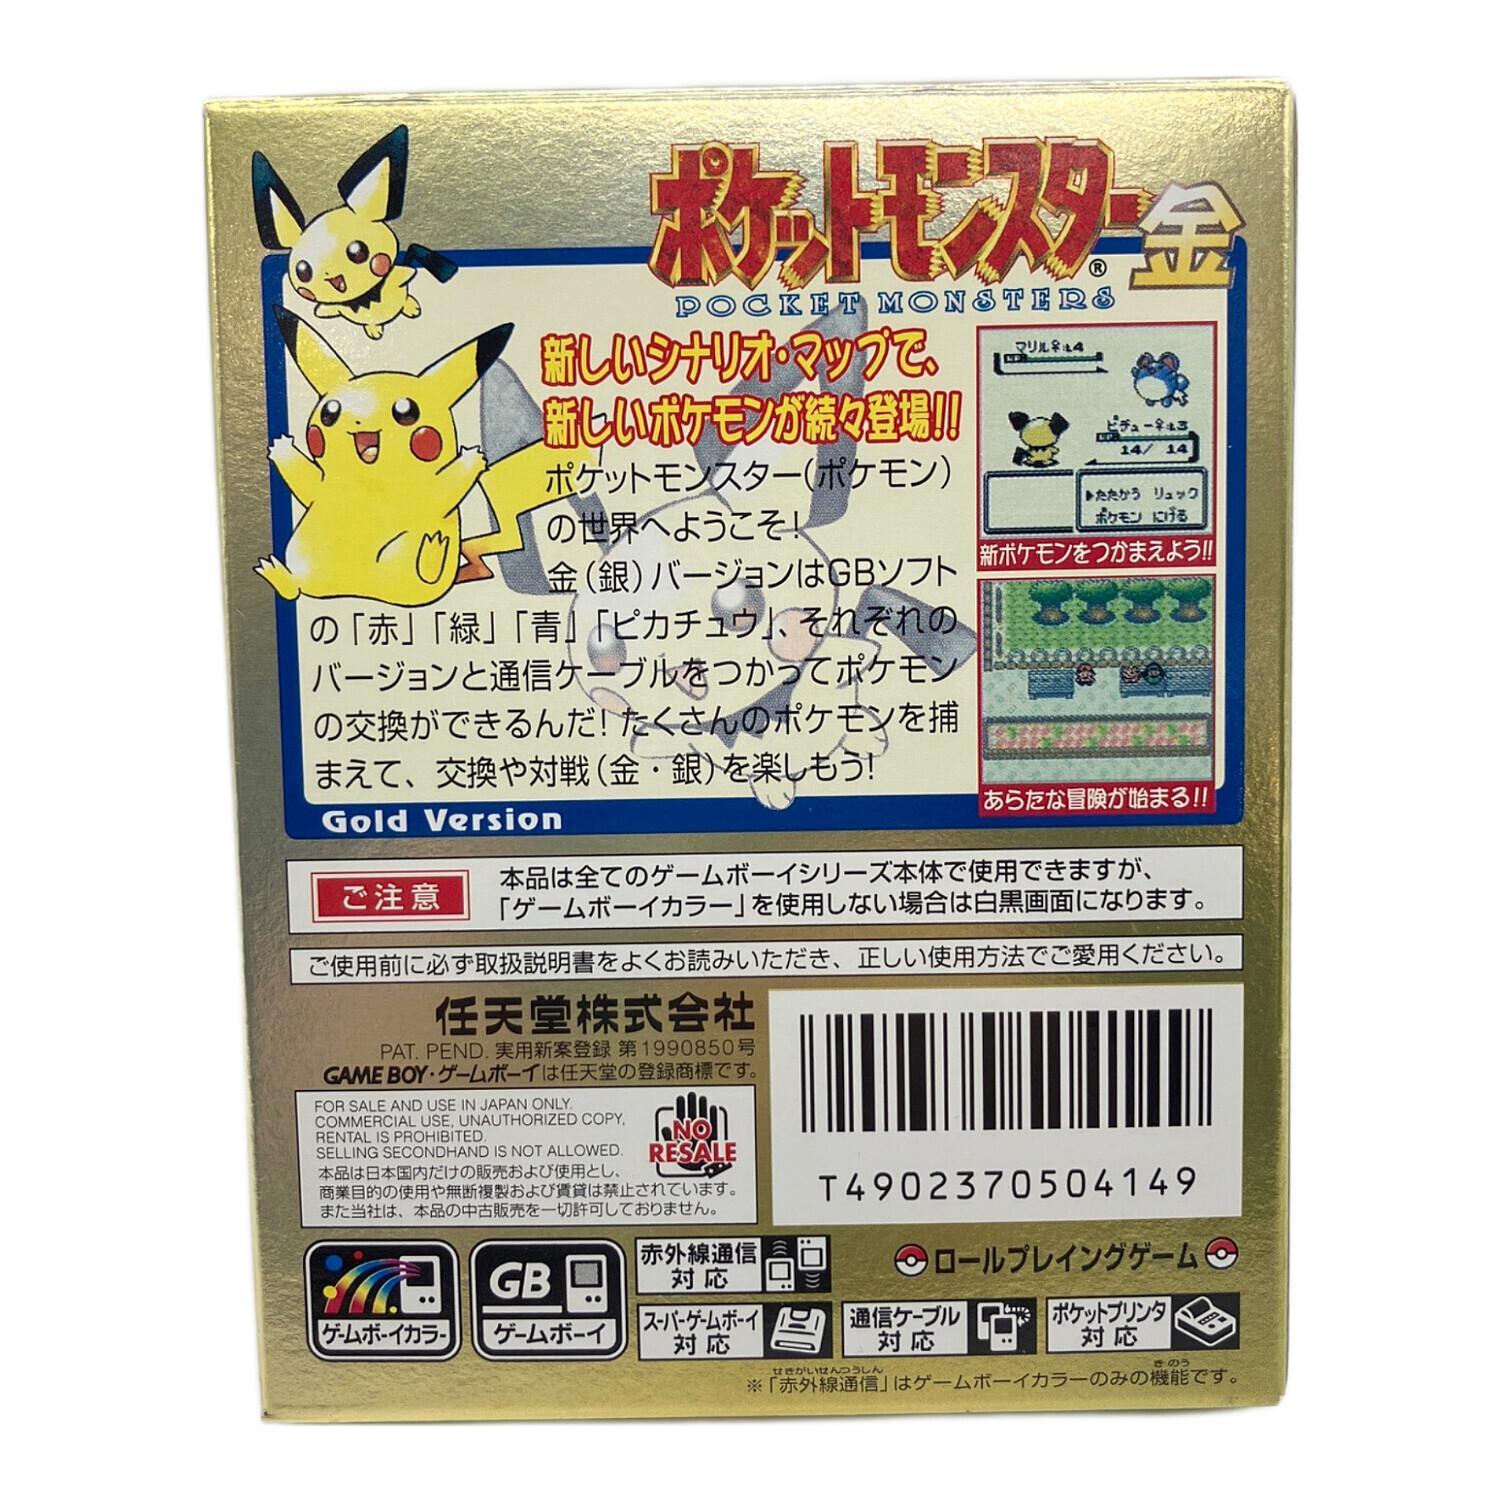 ポケットモンスター® 金
POCKET MONSTERS
新しいシナリオ・マップで、
新しいポケモンが続々登場!!
ポケットモンスター(ポケモン)
の世界へようこそ!
金(銀)バージョンはGBソフト
の「赤」「緑」「青」「ピカチュウ」、それぞれの
バージョンと通信ケーブルをつかってポケモン
の交換ができるんだ! たくさんのポケモンを捕
まえて、交換や対戦(金・銀)を楽しもう!
マリル♀:L4
HP
ピチュー♀:L3
HP
14/ 14
▶たたかう リュック
ポケモン にげる
新ポケモンをつかまえよう!!
あらたな冒険が始まる!!
Gold Version
ご注意
本品は全てのゲームボーイシリーズ本体で使用できますが、
「ゲームボーイカラー」を使用しない場合は白黒画面になります。
ご使用前に必ず取扱説明書をよくお読みいただき、正しい使用方法でご愛用ください。
任天堂株式会社
PAT. PEND. 実用新案登録 第1990850号
GAME BOY・ゲームボーイは任天堂の登録商標です。
FOR SALE AND USE IN JAPAN ONLY.
COMMERCIAL USE, UNAUTHORIZED COPY,
RENTAL IS PROHIBITED.
SELLING SECONDHAND IS NOT ALLOWED.
NO
RESALE
本品は日本国内だけの販売および使用とし、
商業目的の使用や無断複製および賃貸は禁止されています。
また当社は、本品の中古販売を一切許可しておりません。
T4902370504149
ゲームボーイカラー
GB
ゲームボーイ
赤外線通信
対応
ロールプレイングゲーム
スーパーゲームボーイ
対応
通信ケーブル
対応
ポケットプリンタ
対応
せきがいせんつうしん きのう
※「赤外線通信」はゲームボーイカラーのみの機能です。